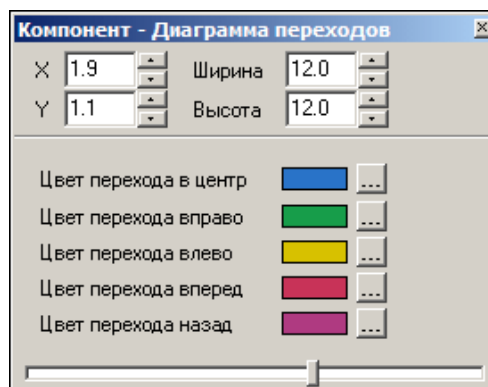 Компонент - Диаграмма переходов
X 1.9 Ширина 12.0
Y 1.1 Высота 12.0
Цвет перехода в центр ...
Цвет перехода вправо ...
Цвет перехода влево ...
Цвет перехода вперед ...
Цвет перехода назад ...